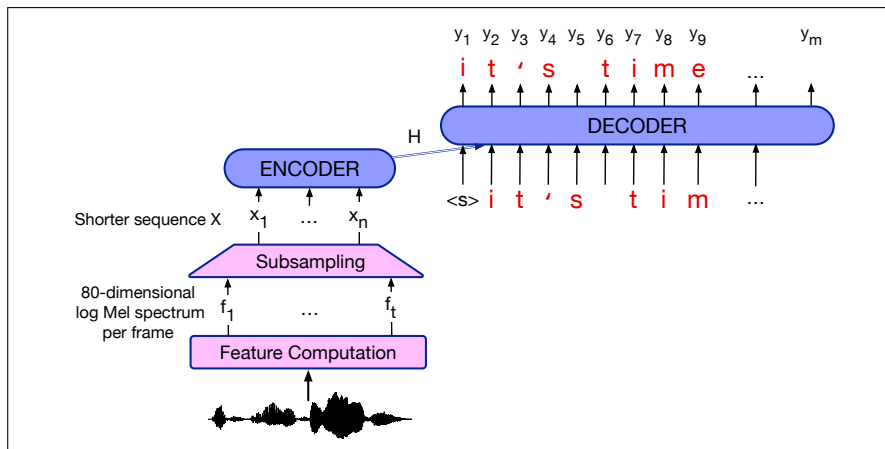 y1 y2 y3 y4 y5 y6 y7 y8 y9 ym
i t ‘ s t i m e ...
DECODER
H
ENCODER
<s> i t ‘ s t i m ...
Shorter sequence X x1 ... xn
Subsampling
80-dimensional
log Mel spectrum
per frame
f1 ... ft
Feature Computation